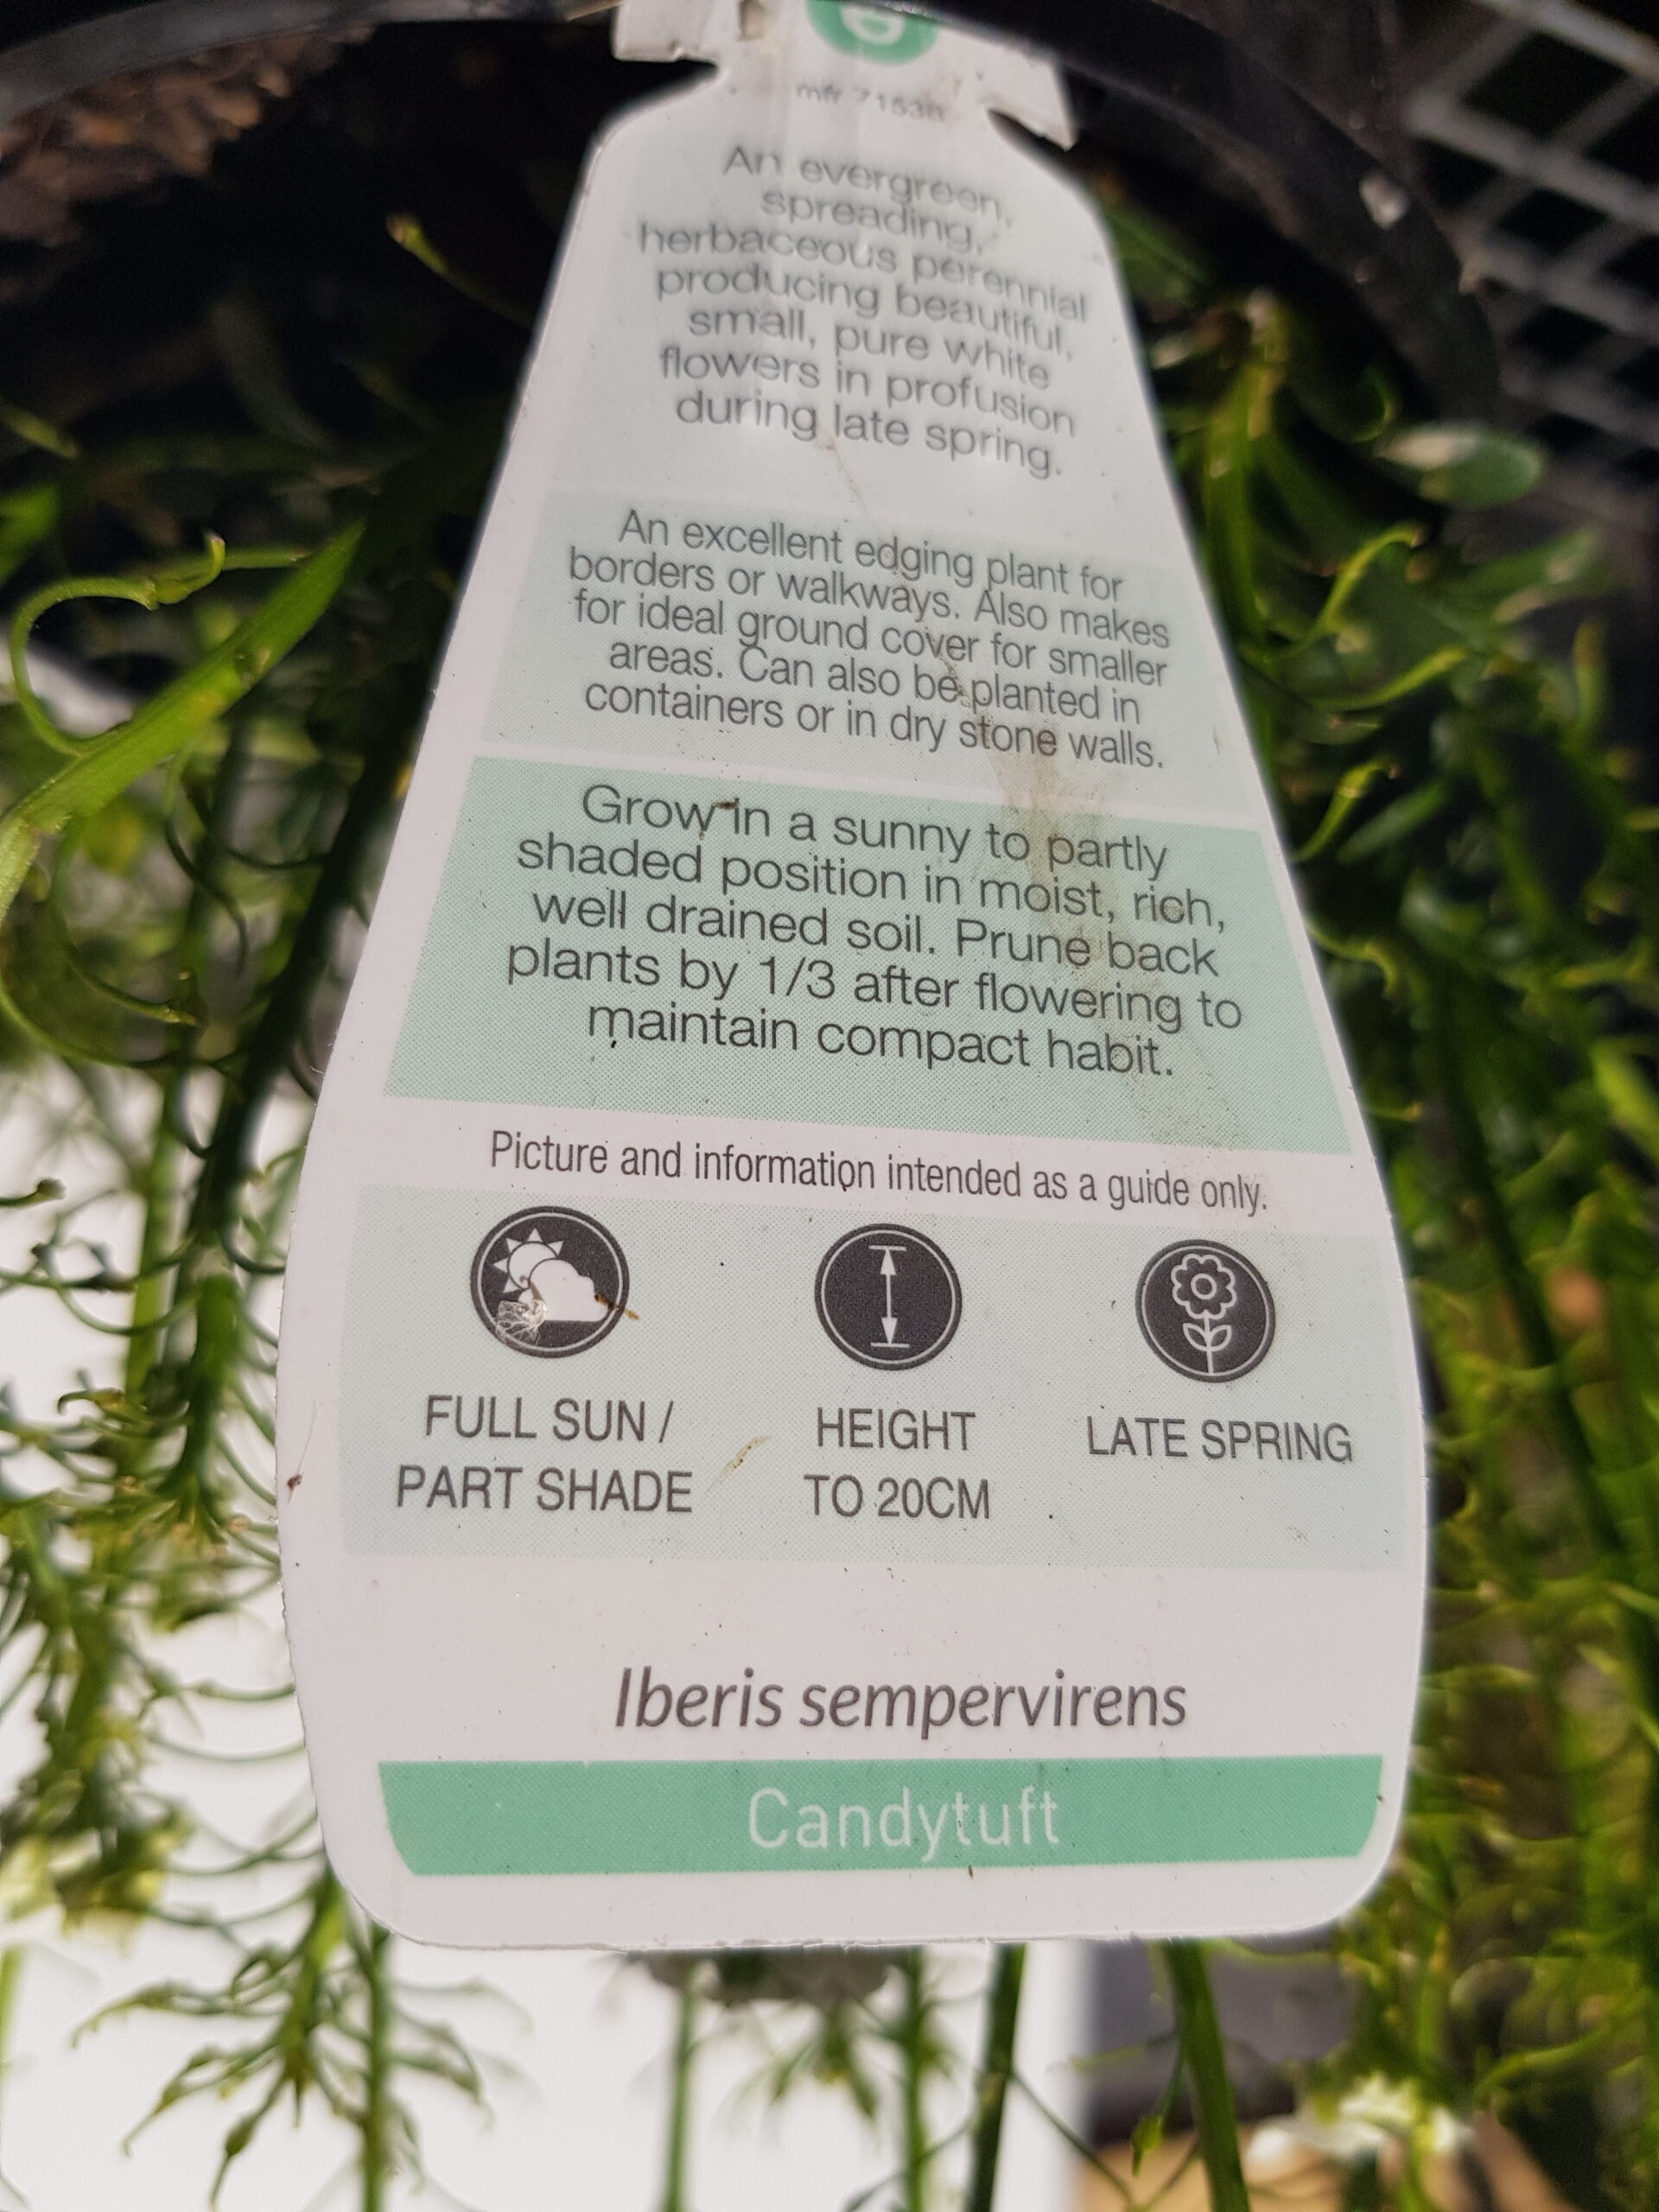 An evergreen,
spreading,
herbaceous perennial
producing beautiful,
small, pure white
flowers in profusion
during late spring.
An excellent edging plant for
borders or walkways. Also makes
for ideal ground cover for smaller
areas. Can also be planted in
containers or in dry stone walls.
Grow in a sunny to partly
shaded position in moist, rich,
well drained soil. Prune back
plants by 1/3 after flowering to
maintain compact habit.
Picture and information intended as a guide only.
FULL SUN /
PART SHADE
HEIGHT
TO 20CM
LATE SPRING
Iberis sempervirens
Candytuft